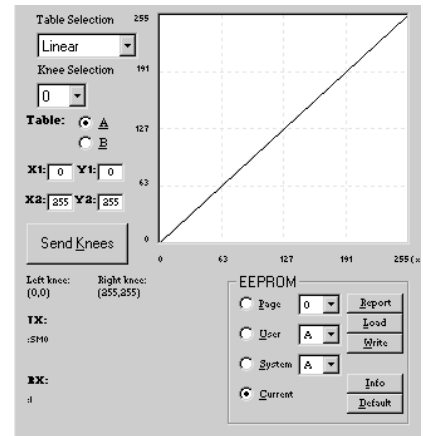 Table Selection
Linear
Knee Selection
0
Table: A
B
X1: 0 Y1: 0
X2: 255 Y2: 255
Send Knees
255
191
127
63
0
0 63 127 191 255 (x
Left knee: Right knee:
(0,0) (255,255)
TX:
:SM0
RX:
:I
EEPROM
Page 0 Report
Load
User A Write
System A
Current Info
Default